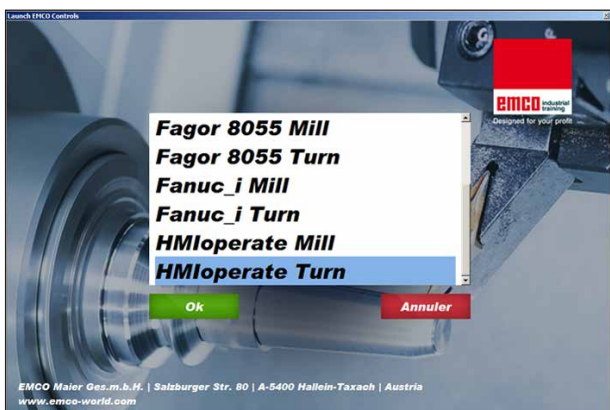 Launch EMCO Controls
emco industrial
training
Designed for your profit
Fagor 8055 Mill
Fagor 8055 Turn
Fanuc_i Mill
Fanuc_i Turn
HMIoperate Mill
HMIoperate Turn
Ok
Annuler
EMCO Maier Ges.m.b.H. | Salzburger Str. 80 | A-5400 Hallein-Taxach | Austria
www.emco-world.com